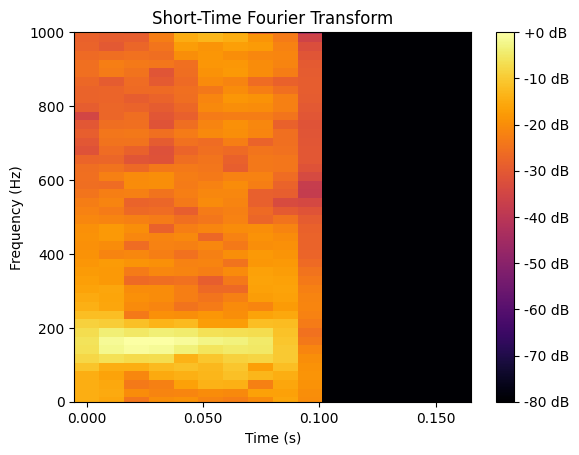 Short-Time Fourier Transform
Frequency (Hz)
1000
800
600
400
200
0
0.000 0.050 0.100 0.150
Time (s)
+0 dB
-10 dB
-20 dB
-30 dB
-40 dB
-50 dB
-60 dB
-70 dB
-80 dB